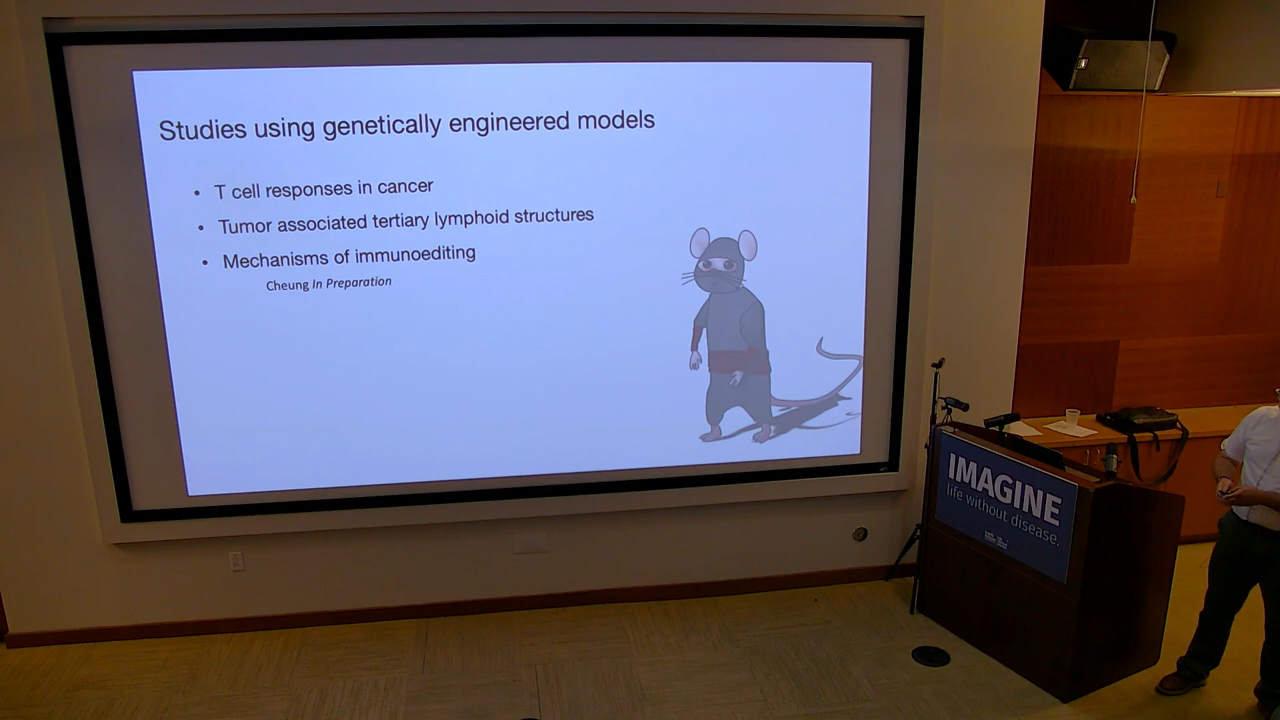 Studies using genetically engineered models
• T cell responses in cancer
• Tumor associated tertiary lymphoid structures
• Mechanisms of immunoediting
Cheung In Preparation
IMAGINE
life without disease.